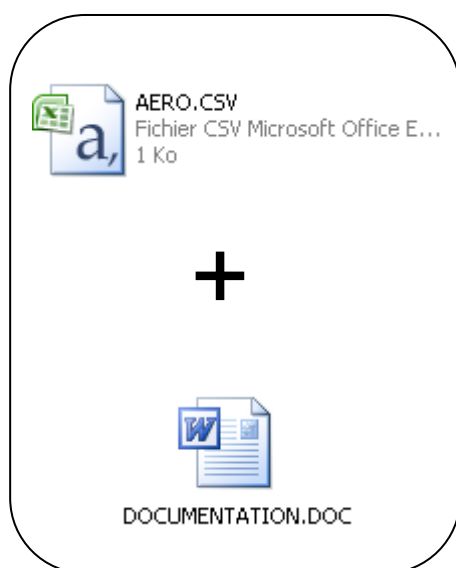 AERO.CSV
Fichier CSV Microsoft Office E...
1 Ko
a,
+
DOCUMENTATION.DOC